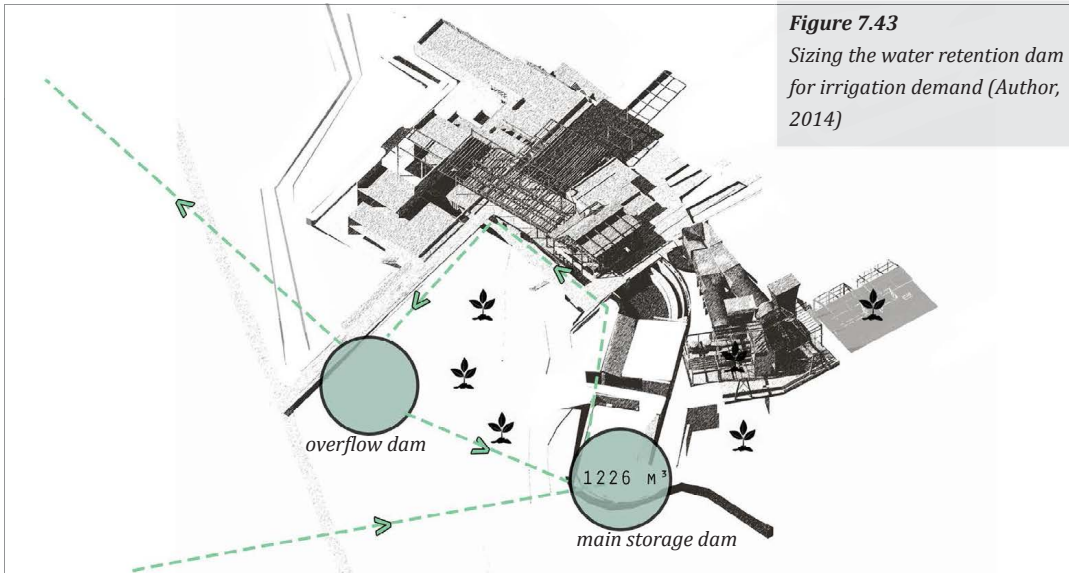 Figure 7.43
Sizing the water retention dam
for irrigation demand (Author,
2014)
overflow dam
1226 M³
main storage dam